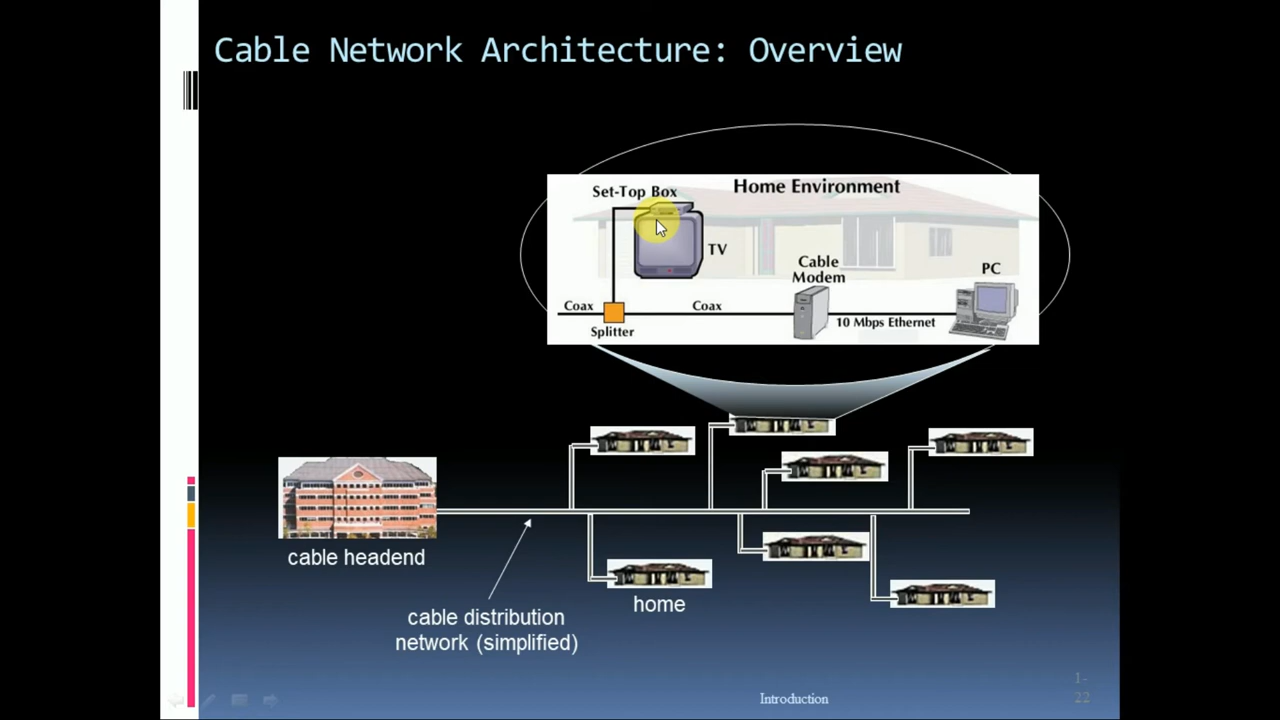 Cable Network Architecture: Overview
Set-Top Box
Home Environment
TV
Cable
Modem
PC
Coax
Coax
10 Mbps Ethernet
Splitter
cable headend
home
cable distribution
network (simplified)
Introduction
1-
22